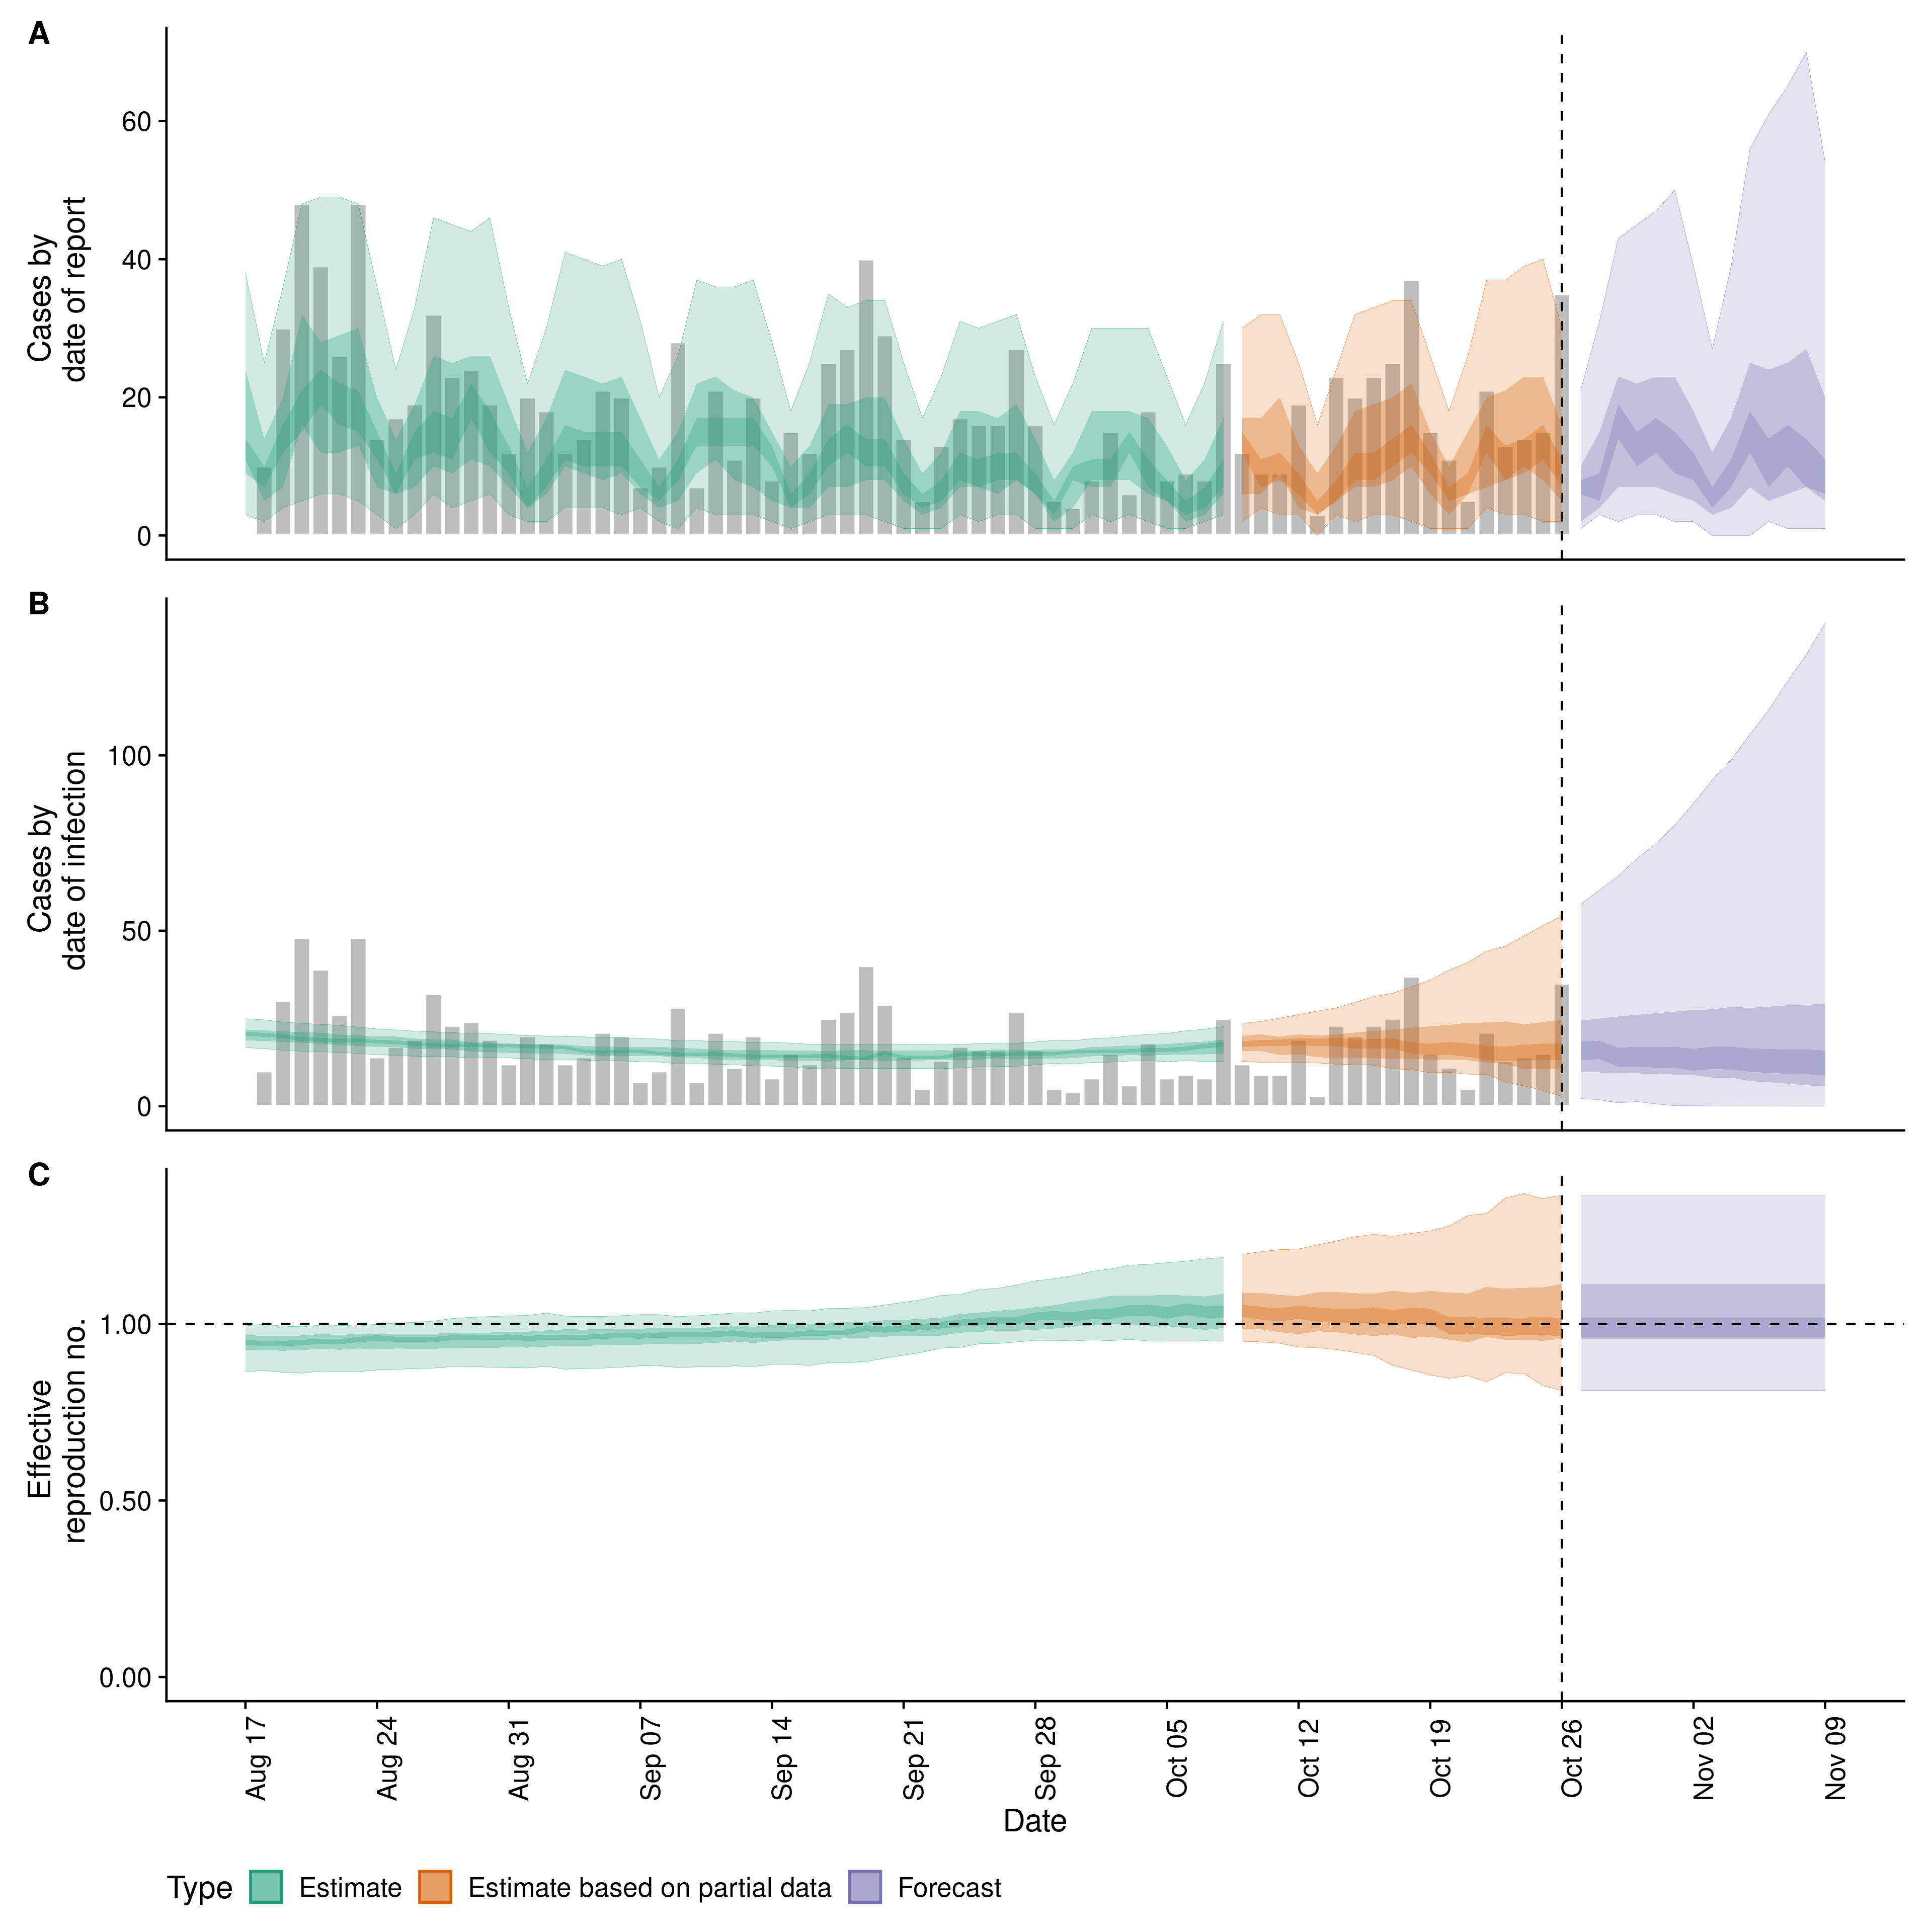 A
Cases by
date of report
60
40
20
0
B
Cases by
date of infection
100
50
0
C
Effective
reproduction no.
1.00
0.50
0.00
Aug 17
Aug 24
Aug 31
Sep 07
Sep 14
Sep 21
Sep 28
Oct 05
Oct 12
Oct 19
Oct 26
Nov 02
Nov 09
Date
Type Estimate Estimate based on partial data Forecast